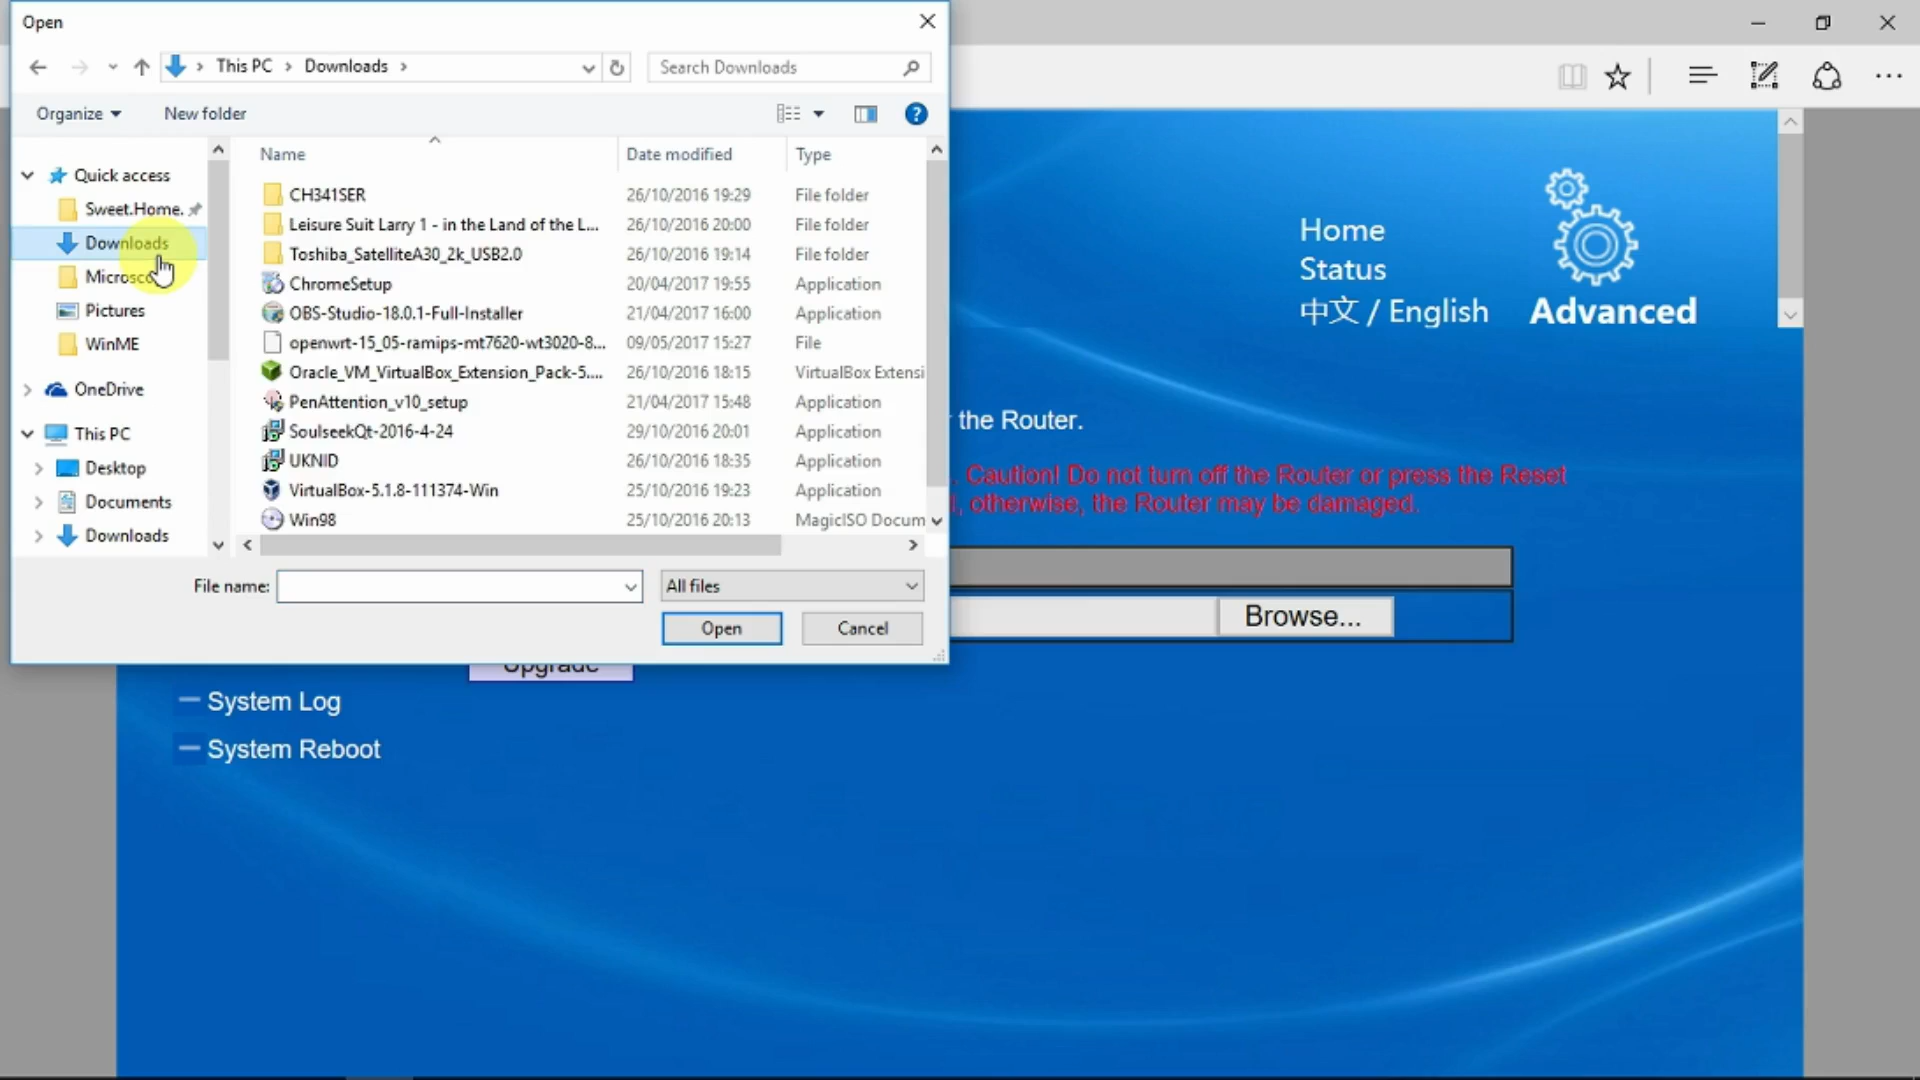 Open
This PC > Downloads >
Search Downloads
Organize
New folder
Name
Date modified
Type
Quick access
Sweet.Home.
Downloads
Pictures
WinME
OneDrive
This PC
Desktop
Documents
Downloads
CH341SER 26/10/2016 19:29 File folder
Leisure Suit Larry 1 - in the Land of the L... 26/10/2016 20:00 File folder
Toshiba_SatelliteA30_2k_USB2.0 26/10/2016 19:14 File folder
ChromeSetup 20/04/2017 19:55 Application
OBS-Studio-18.0.1-Full-Installer 21/04/2017 16:00 Application
openwrt-15_05-ramips-mt7620-wt3020-8... 09/05/2017 15:27 File
Oracle_VM_VirtualBox_Extension_Pack-5.... 26/10/2016 18:15 VirtualBox Extensi
PenAttention_v10_setup 21/04/2017 15:48 Application
SoulseekQt-2016-4-24 29/10/2016 20:01 Application
UKNID 26/10/2016 18:35 Application
VirtualBox-5.1.8-111374-Win 25/10/2016 19:23 Application
Win98 25/10/2016 20:13 MagicISO Docum
File name:
All files
Open
Cancel
Home
Status
中文 / English
Advanced
the Router.
. Caution! Do not turn off the Router or press the Reset
, otherwise, the Router may be damaged.
Browse...
Upgrade
System Log
System Reboot